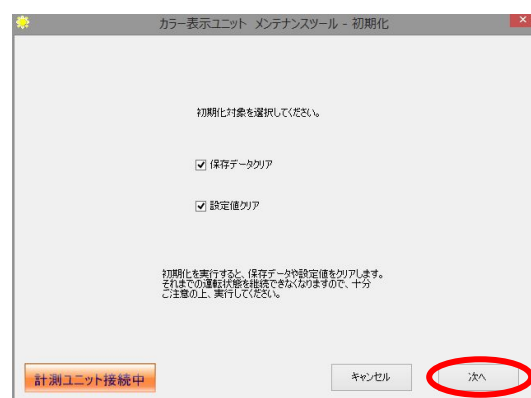 カラー表示ユニット メンテナンスツール - 初期化
初期化対象を選択してください。
保存データクリア
設定値クリア
初期化を実行すると、保存データや設定値をクリアします。
それまでの運転状態を継続できなくなりますので、十分
ご注意の上、実行してください。
計測ユニット接続中
キャンセル
次へ